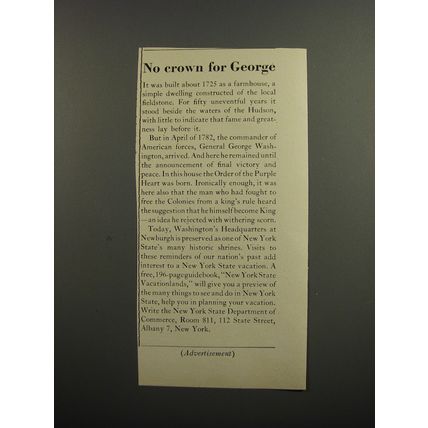 No crown for George
It was built about 1725 as a farmhouse, a
simple dwelling constructed of the local
fieldstone. For fifty uneventful years it
stood beside the waters of the Hudson,
with little to indicate that fame and great-
ness lay before it.
But in April of 1782, the commander of
American forces, General George Wash-
ington, arrived. And here he remained until
the announcement of final victory and
peace. In this house the Order of the Purple
Heart was born. Ironically enough, it was
here also that the man who had fought to
free the Colonies from a king's rule heard
the suggestion that he himself become King
—an idea he rejected with withering scorn.
Today, Washington's Headquarters at
Newburgh is preserved as one of New York
State's many historic shrines. Visits to
these reminders of our nation's past add
interest to a New York State vacation. A
free, 196-page guidebook, "New York State
Vacationlands," will give you a preview of
the many things to see and do in New York
State, help you in planning your vacation.
Write the New York State Department of
Commerce, Room 811, 112 State Street,
Albany 7, New York.
(Advertisement)